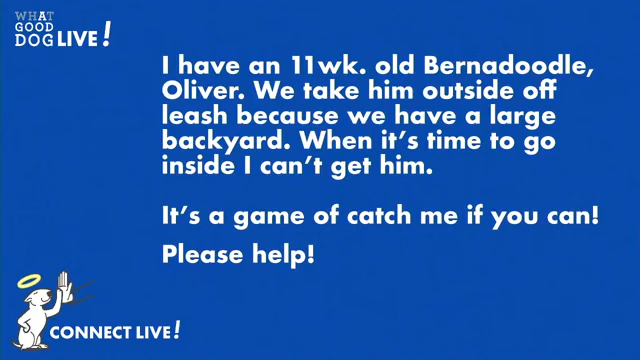 WHAT
GOOD
DOG LIVE!
I have an 11wk. old Bernadoodle,
Oliver. We take him outside off
leash because we have a large
backyard. When it's time to go
inside I can't get him.
It's a game of catch me if you can!
Please help!
CONNECT LIVE!